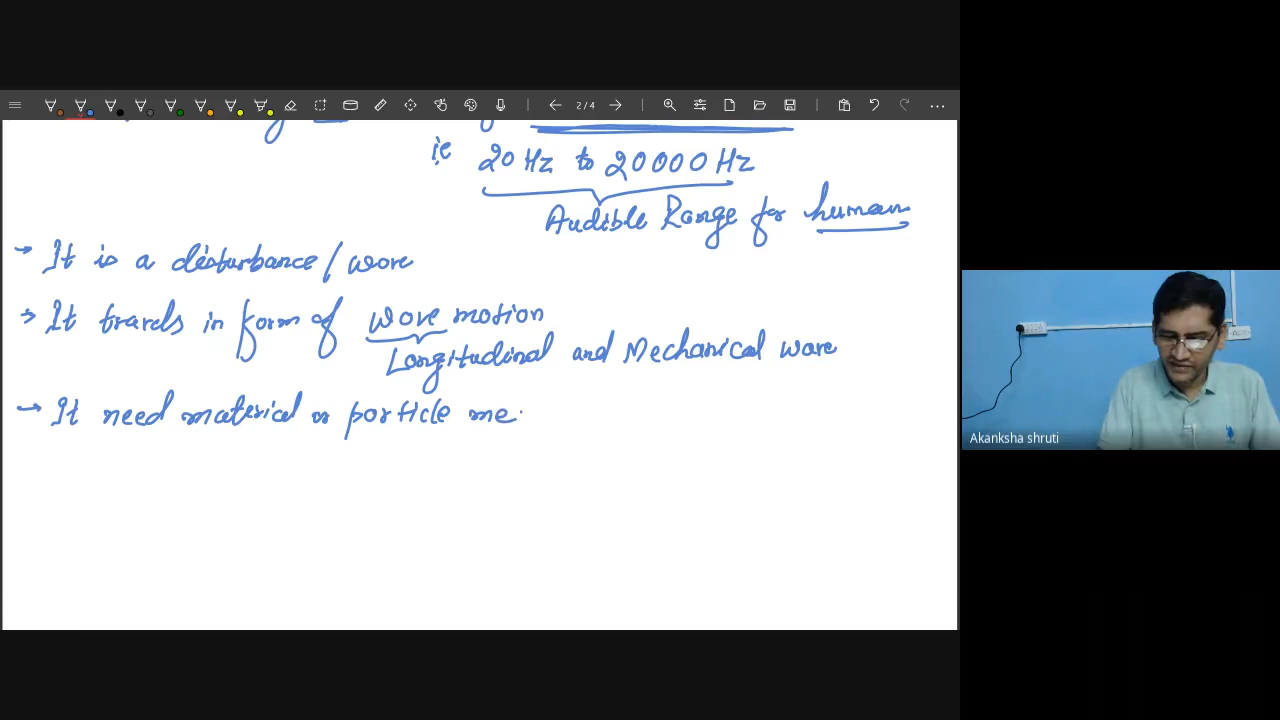 2/4
ie 20 Hz to 20000 Hz
Audible Range for human
→ It is a disturbance/wave
→ It travels in form of wave motion
Longitudinal and Mechanical wave
→ It need material or particle me
Akanksha shruti